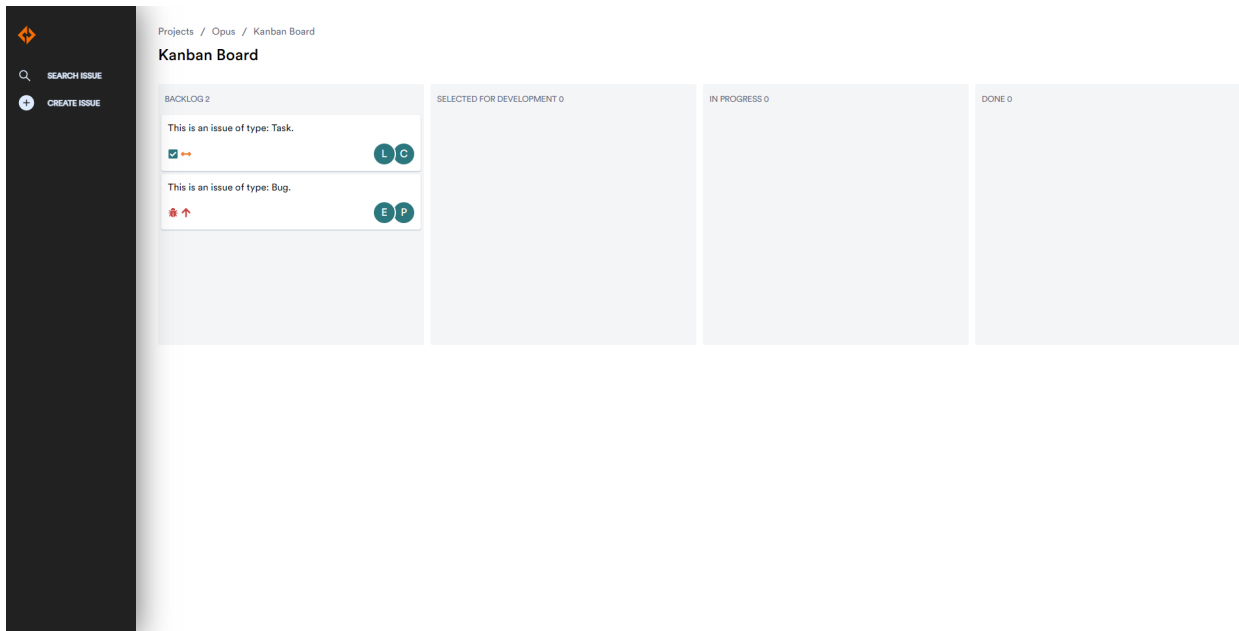 Projects / Opus / Kanban Board
Kanban Board
SEARCH ISSUE
CREATE ISSUE
BACKLOG 2
This is an issue of type: Task.
L C
This is an issue of type: Bug.
E P
SELECTED FOR DEVELOPMENT 0
IN PROGRESS 0
DONE 0